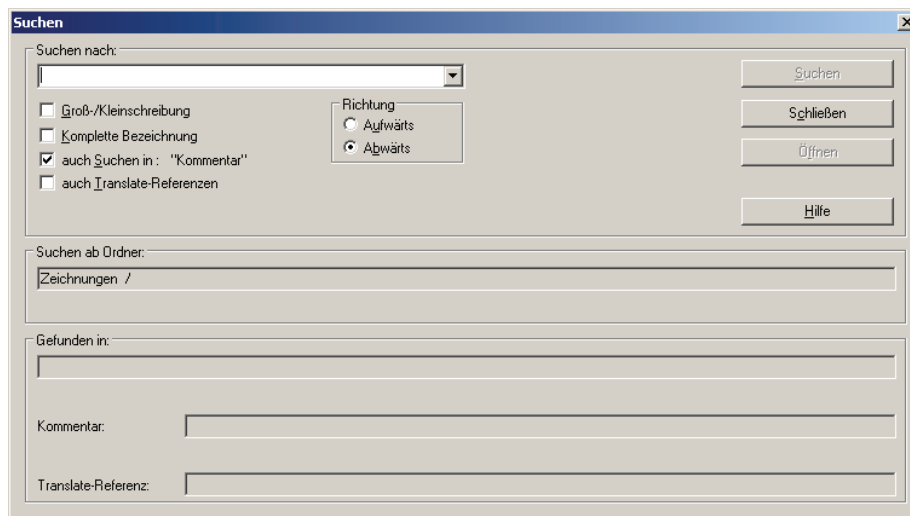 Suchen
Suchen nach:
Suchen
Groß-/Kleinschreibung
Richtung
Aufwärts
Schließen
Komplette Bezeichnung
Abwärts
auch Suchen in : "Kommentar"
Öffnen
auch Translate-Referenzen
Hilfe
Suchen ab Ordner:
Zeichnungen /
Gefunden in:
Kommentar:
Translate-Referenz: